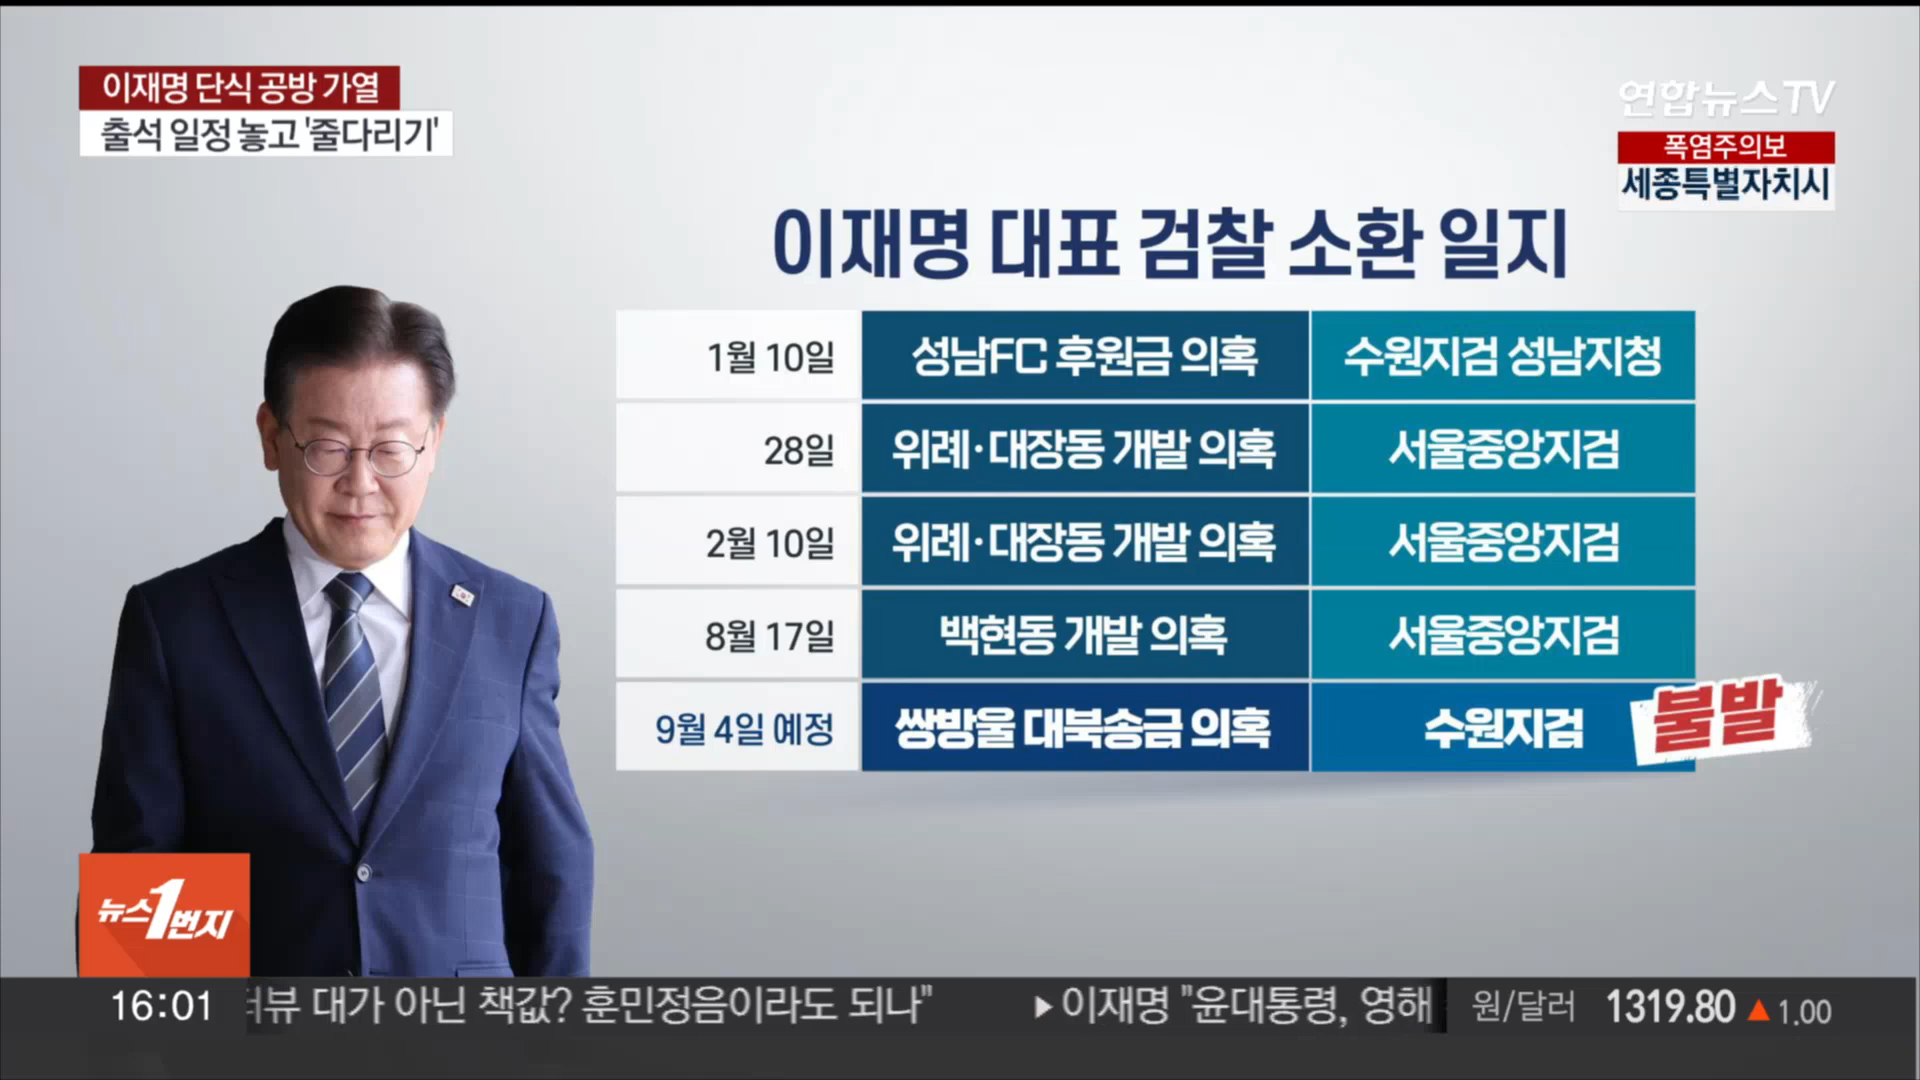 이재명 단식 공방 가열
출석 일정 놓고 '줄다리기'
연합뉴스TV
폭염주의보
세종특별자치시
이재명 대표 검찰 소환 일지
1월 10일 성남FC 후원금 의혹 수원지검 성남지청
28일 위례·대장동 개발 의혹 서울중앙지검
2월 10일 위례·대장동 개발 의혹 서울중앙지검
8월 17일 백현동 개발 의혹 서울중앙지검
9월 4일 예정 쌍방울 대북송금 의혹 수원지검 불발
뉴스1번지
16:01 대가 아닌 책값? 훈민정음이라도 되나" ▶이재명 "윤대통령, 영해 원/달러 1319.80 ▲1.00